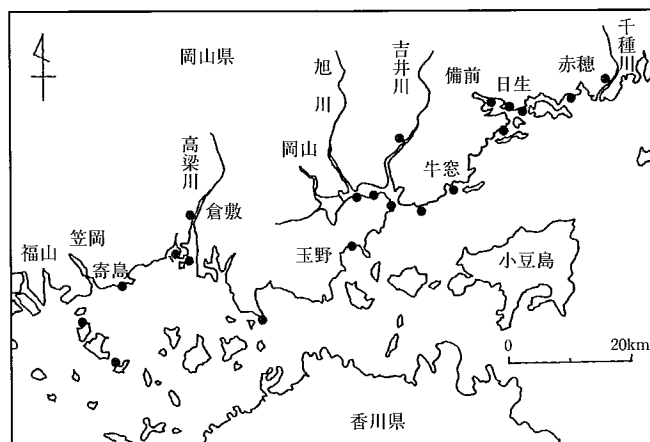 岡山県
旭川
吉井川
備前
日生
赤穂
千種川
岡山
高梁川
牛窓
倉敷
笠岡
福山
寄島
玉野
小豆島
0 20km
香川県